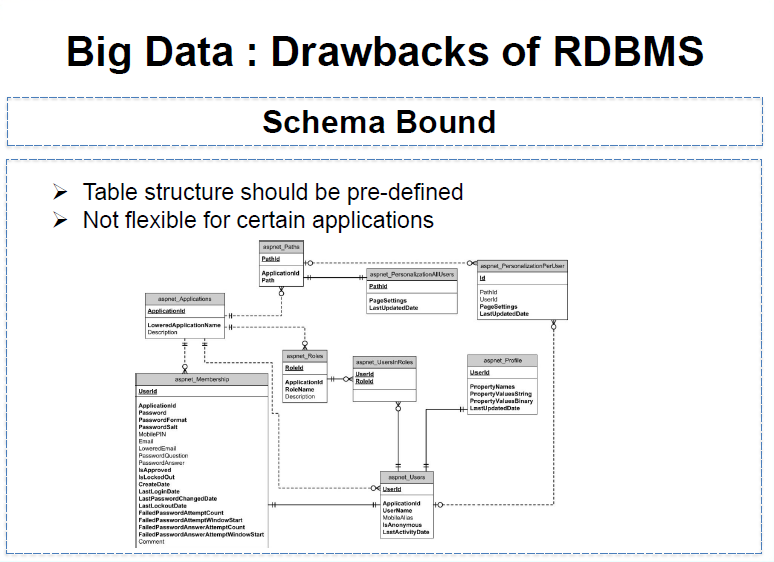 Big Data : Drawbacks of RDBMS
Schema Bound
➢ Table structure should be pre-defined
➢ Not flexible for certain applications
aspnet_Paths
PathId
ApplicationId
Path
aspnet_PersonalizationAllUsers
PathId
PageSettings
LastUpdatedDate
aspnet_PersonalizationPerUser
Id
PathId
UserId
PageSettings
LastUpdatedDate
aspnet_Applications
ApplicationId
LoweredApplicationName
Description
aspnet_Roles
RoleId
ApplicationId
RoleName
Description
aspnet_UsersInRoles
UserId
RoleId
aspnet_Profile
UserId
PropertyNames
PropertyValuesString
PropertyValuesBinary
LastUpdatedDate
aspnet_Membership
UserId
ApplicationId
Password
PasswordFormat
PasswordSalt
MobilePIN
Email
LoweredEmail
PasswordQuestion
PasswordAnswer
IsApproved
IsLockedOut
CreateDate
LastLoginDate
LastPasswordChangedDate
LastLockoutDate
FailedPasswordAttemptCount
FailedPasswordAttemptWindowStart
FailedPasswordAnswerAttemptCount
FailedPasswordAnswerAttemptWindowStart
Comment
aspnet_Users
UserId
ApplicationId
UserName
MobileAlias
IsAnonymous
LastActivityDate